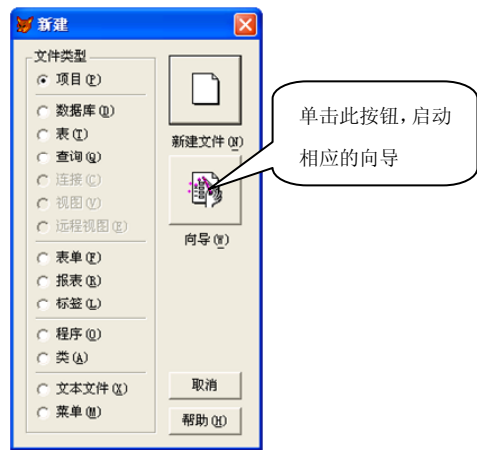 新建
文件类型
项目(P)
数据库(D)
表(T)
查询(Q)
连接(C)
视图(V)
远程视图(E)
表单(F)
报表(R)
标签(L)
程序(O)
类(A)
文本文件(X)
菜单(M)
新建文件(N)
向导(W)
取消
帮助(H)
单击此按钮，启动
相应的向导